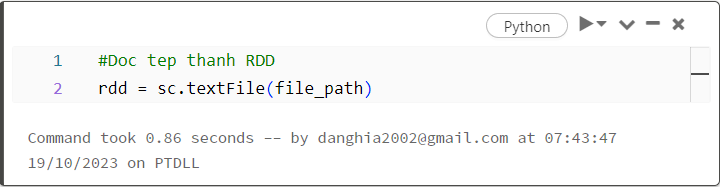 Python
1 #Doc tep thanh RDD
2 rdd = sc.textFile(file_path)
Command took 0.86 seconds -- by danghia2002@gmail.com at 07:43:47
19/10/2023 on PTDLL